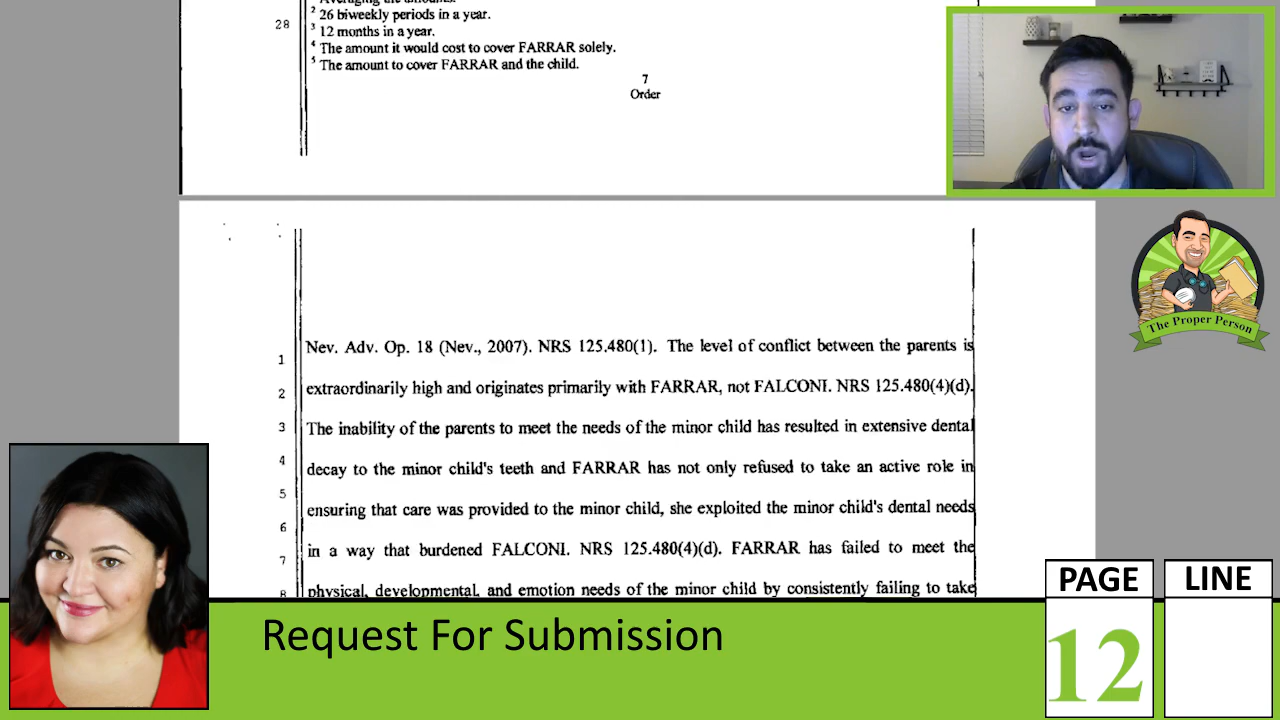 Averaging the amounts.
2 26 biweekly periods in a year.
28
3 12 months in a year.
4 The amount it would cost to cover FARRAR solely.
5 The amount to cover FARRAR and the child.
7
Order
The Proper Person
1 Nev. Adv. Op. 18 (Nev., 2007). NRS 125.480(1). The level of conflict between the parents is
2 extraordinarily high and originates primarily with FARRAR, not FALCONI. NRS 125.480(4)(d).
3 The inability of the parents to meet the needs of the minor child has resulted in extensive dental
4 decay to the minor child's teeth and FARRAR has not only refused to take an active role in
5 ensuring that care was provided to the minor child, she exploited the minor child's dental needs
6
7 in a way that burdened FALCONI. NRS 125.480(4)(d). FARRAR has failed to meet the
8 physical, developmental, and emotion needs of the minor child by consistently failing to take
Request For Submission
PAGE
12
LINE